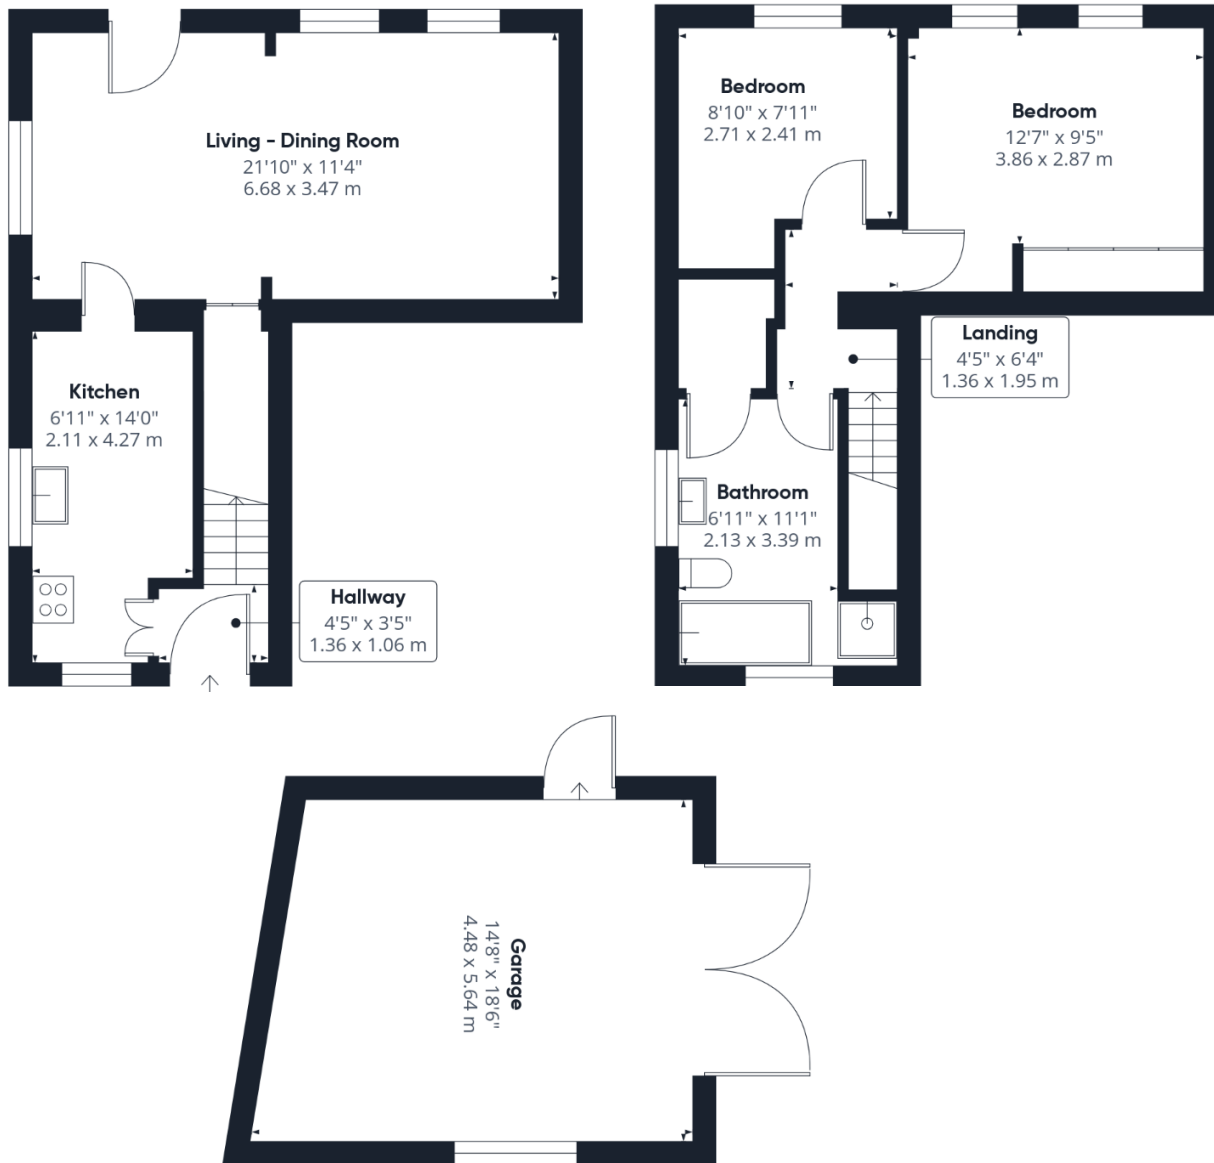 Living - Dining Room
21'10" x 11'4"
6.68 x 3.47 m
Kitchen
6'11" x 14'0"
2.11 x 4.27 m
Hallway
4'5" x 3'5"
1.36 x 1.06 m
Bedroom
8'10" x 7'11"
2.71 x 2.41 m
Bedroom
12'7" x 9'5"
3.86 x 2.87 m
Landing
4'5" x 6'4"
1.36 x 1.95 m
Bathroom
6'11" x 11'1"
2.13 x 3.39 m
Garage
14'8" x 18'6"
4.48 x 5.64 m